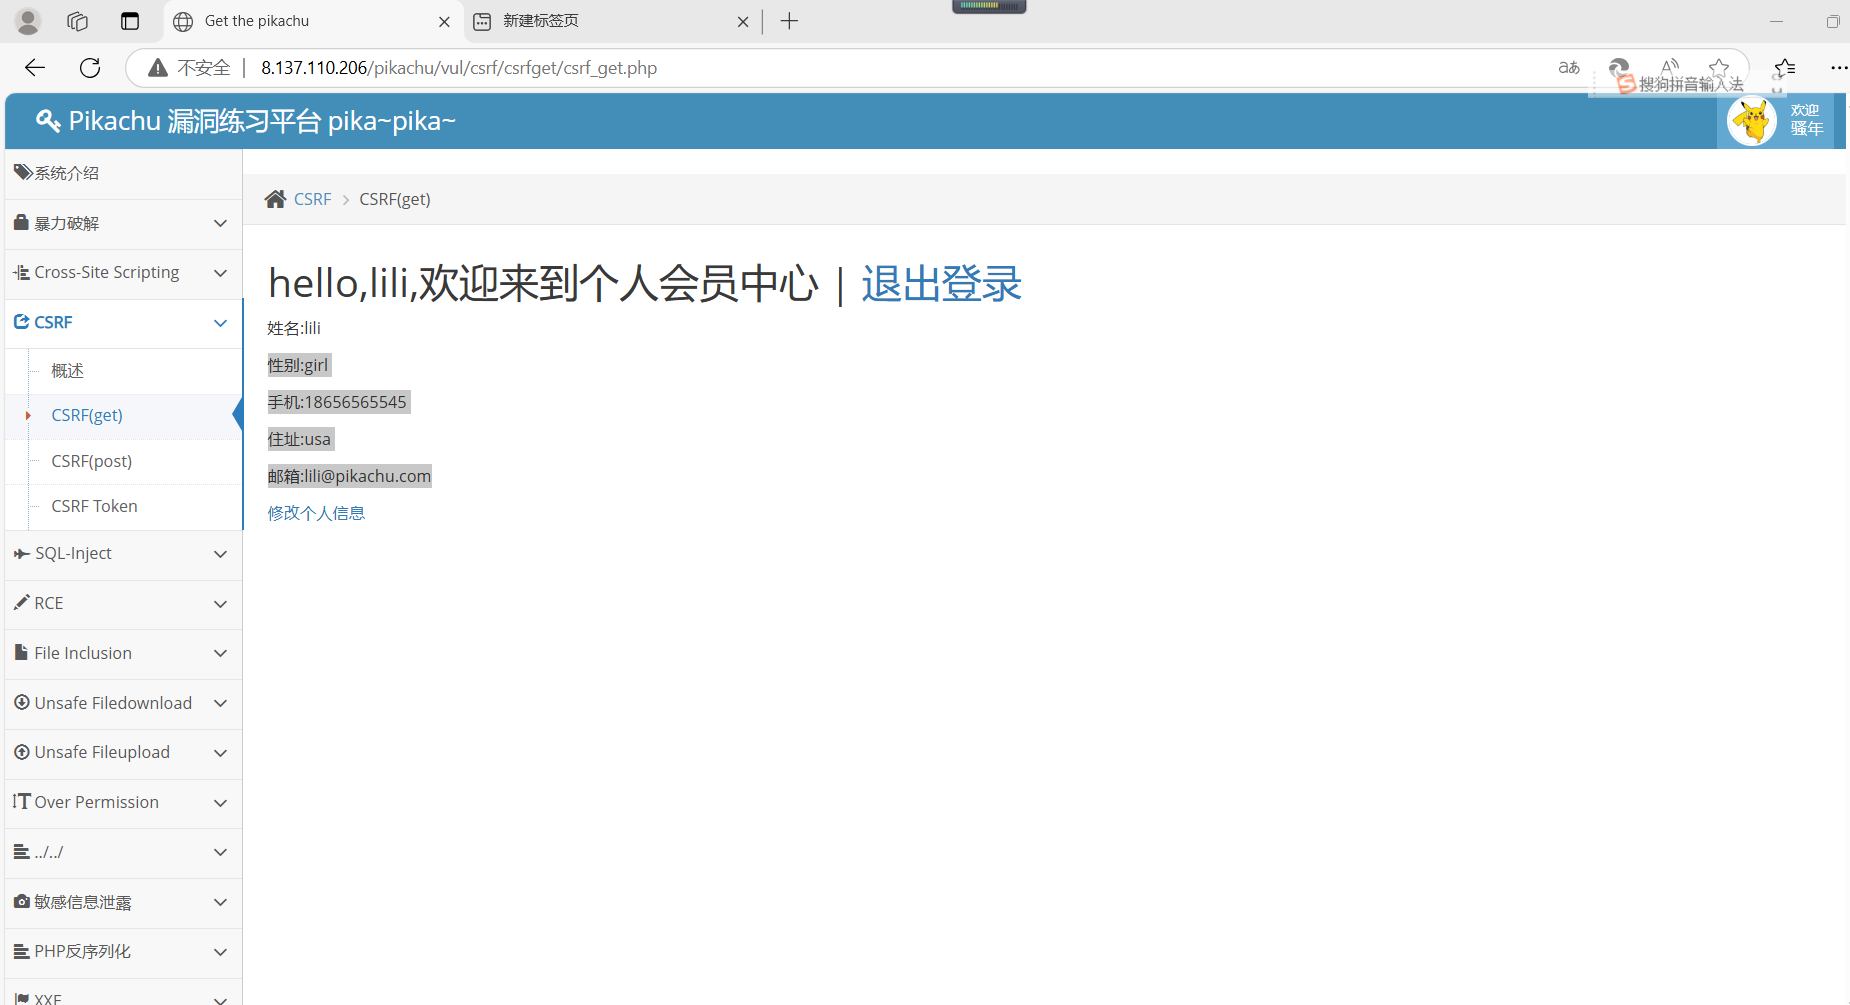 Get the pikachu
新建标签页
不安全 8.137.110.206/pikachu/vul/csrf/csrfget/csrf_get.php
搜狗拼音输入法
Pikachu 漏洞练习平台 pika~pika~
欢迎
骚年
系统介绍
暴力破解
Cross-Site Scripting
CSRF
概述
CSRF(get)
CSRF(post)
CSRF Token
SQL-Inject
RCE
File Inclusion
Unsafe Filedownload
Unsafe Fileupload
Over Permission
../../
敏感信息泄露
PHP反序列化
XXE
CSRF > CSRF(get)
hello,lili,欢迎来到个人会员中心 | 退出登录
姓名:lili
性别:girl
手机:18656565545
住址:usa
邮箱:lili@pikachu.com
修改个人信息